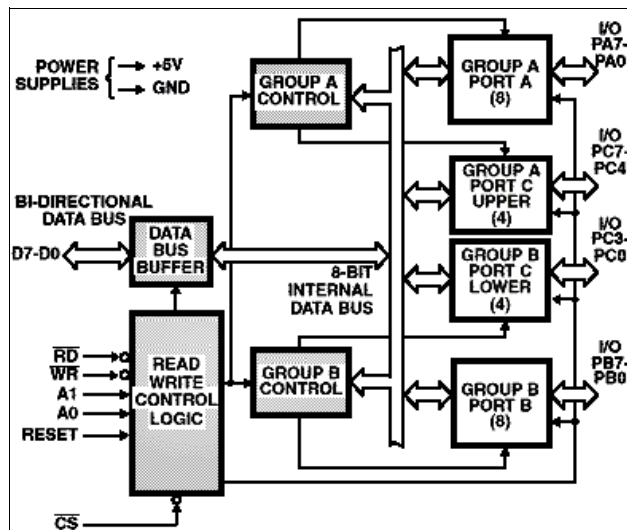 POWER SUPPLIES
+5V
GND
GROUP A
CONTROL
GROUP A
PORT A
(8)
I/O
PA7-
PA0
GROUP A
PORT C
UPPER
(4)
I/O
PC7-
PC4
BI-DIRECTIONAL
DATA BUS
D7-D0
DATA
BUS
BUFFER
8-BIT
INTERNAL
DATA BUS
GROUP B
PORT C
LOWER
(4)
I/O
PC3-
PC0
RD
WR
A1
A0
RESET
READ
WRITE
CONTROL
LOGIC
GROUP B
CONTROL
GROUP B
PORT B
(8)
I/O
PB7-
PB0
CS